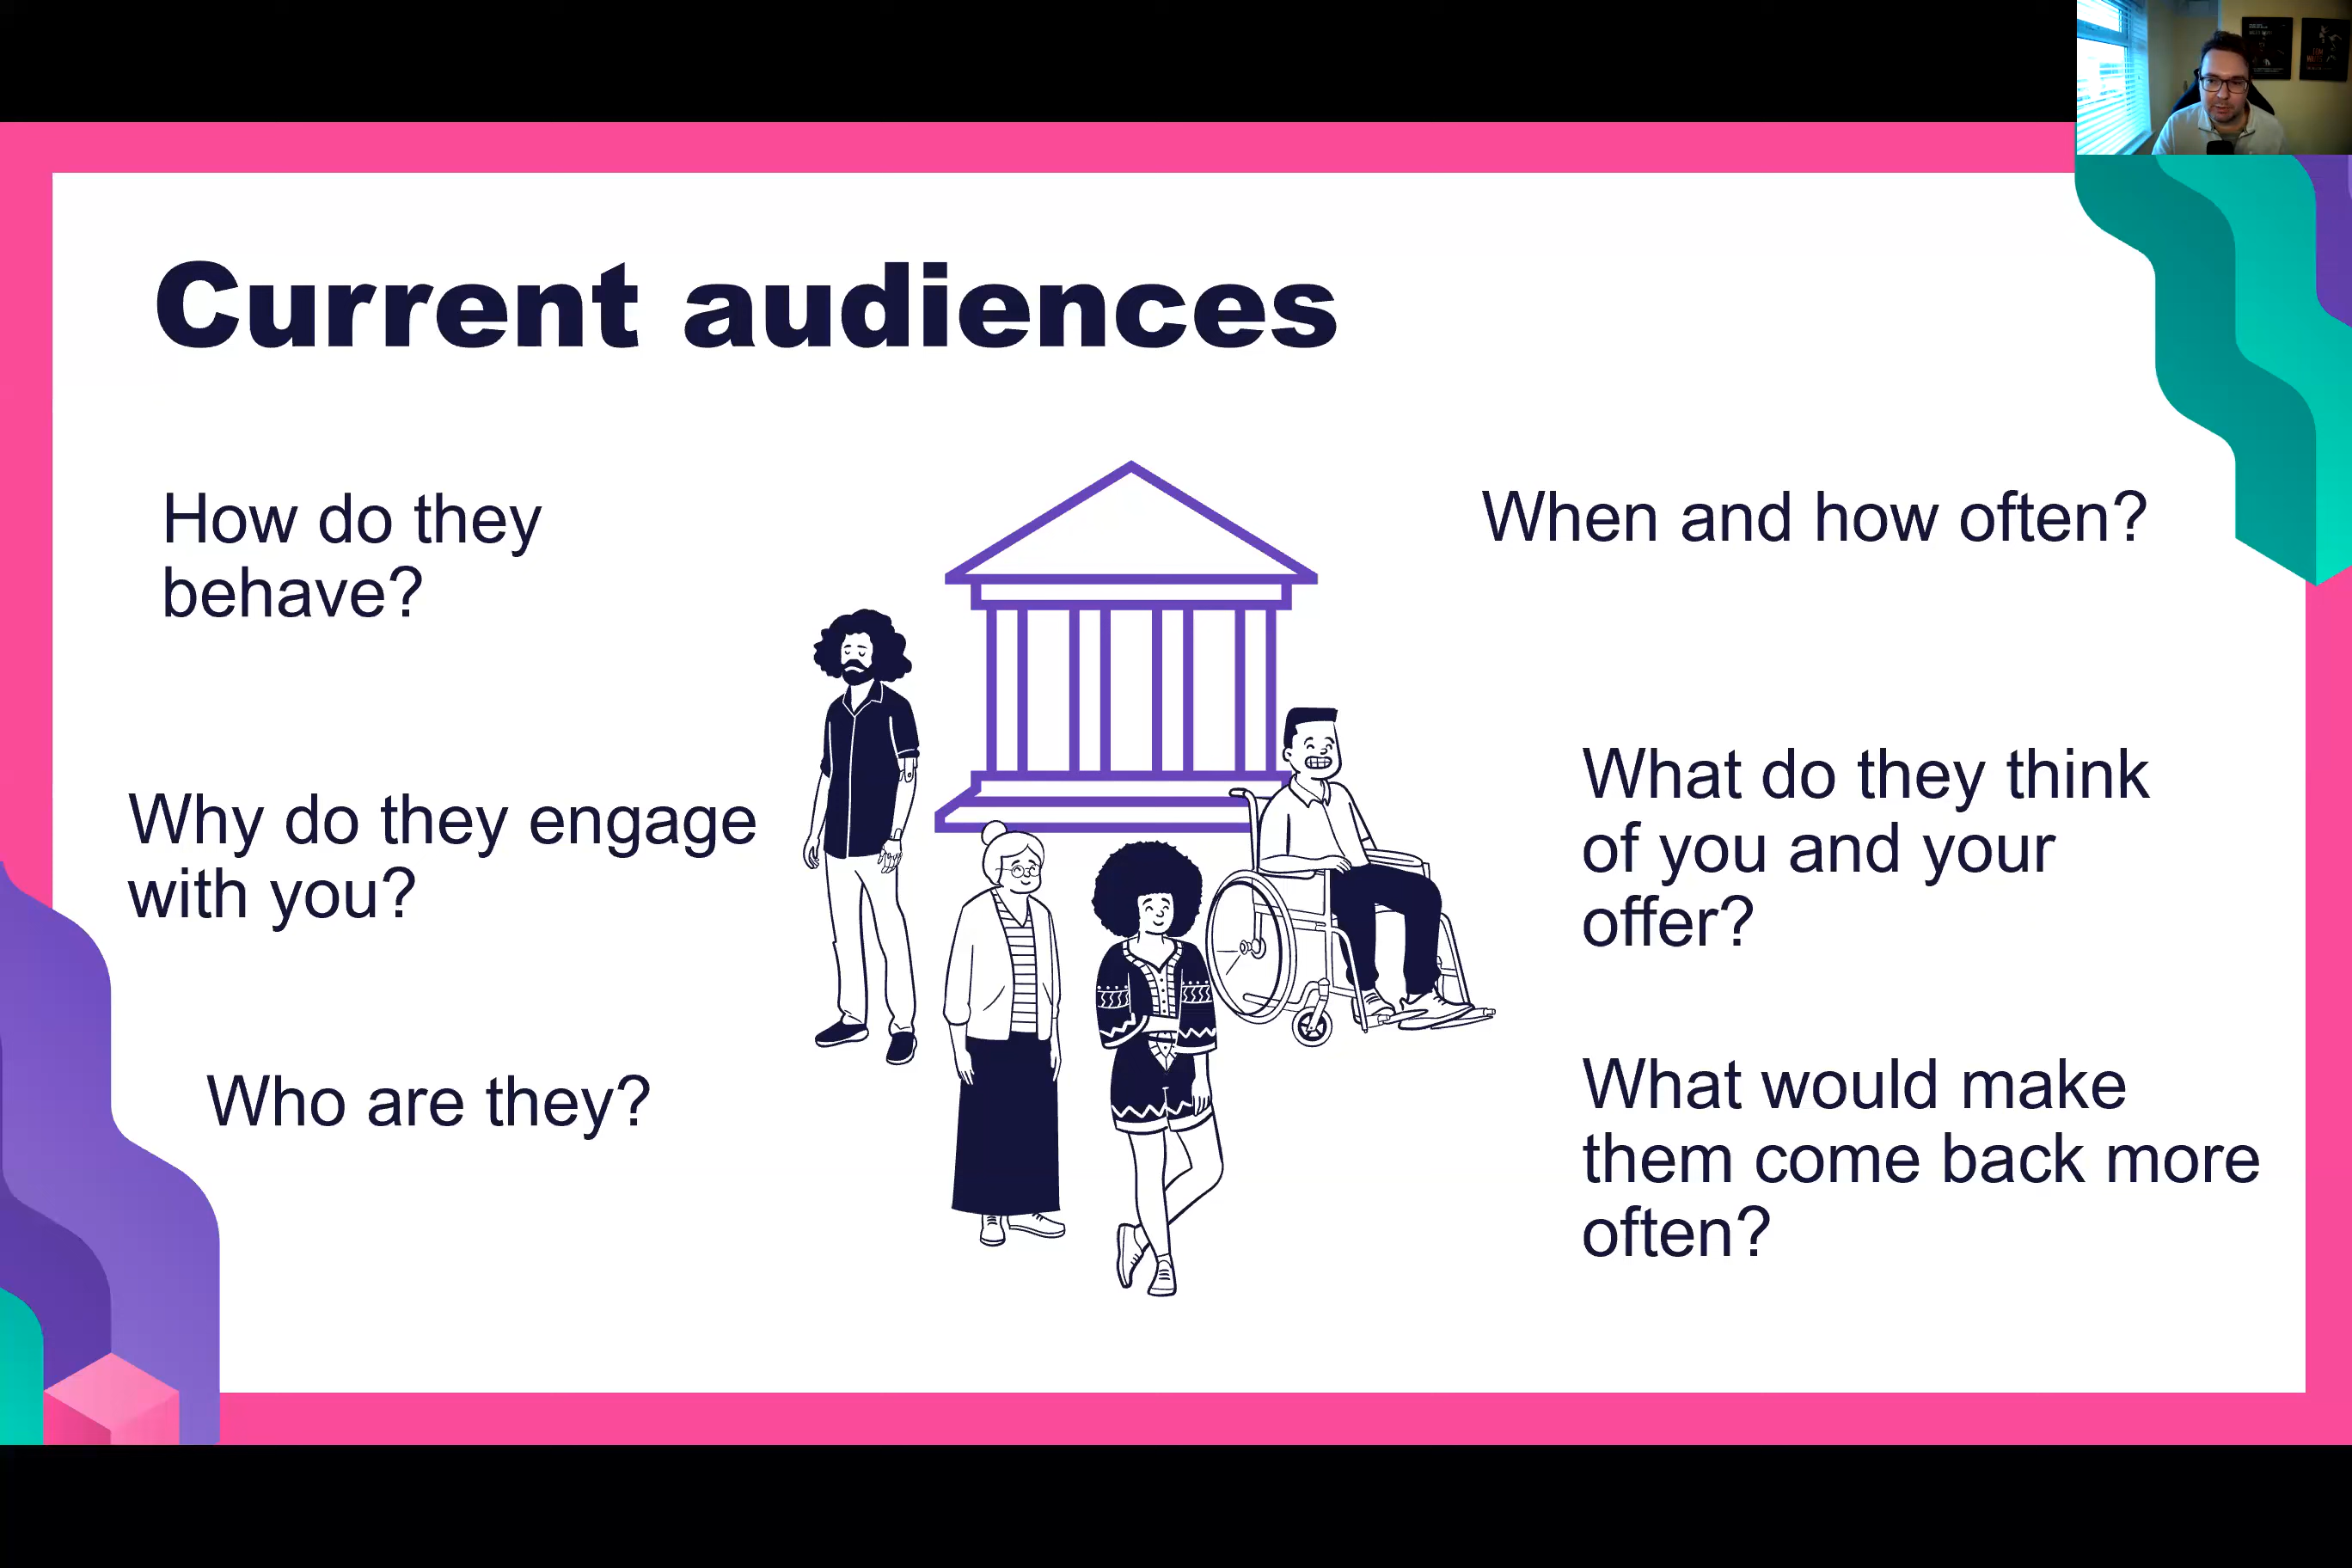 Current audiences
How do they
behave?
Why do they engage
with you?
Who are they?
When and how often?
What do they think
of you and your
offer?
What would make
them come back more
often?